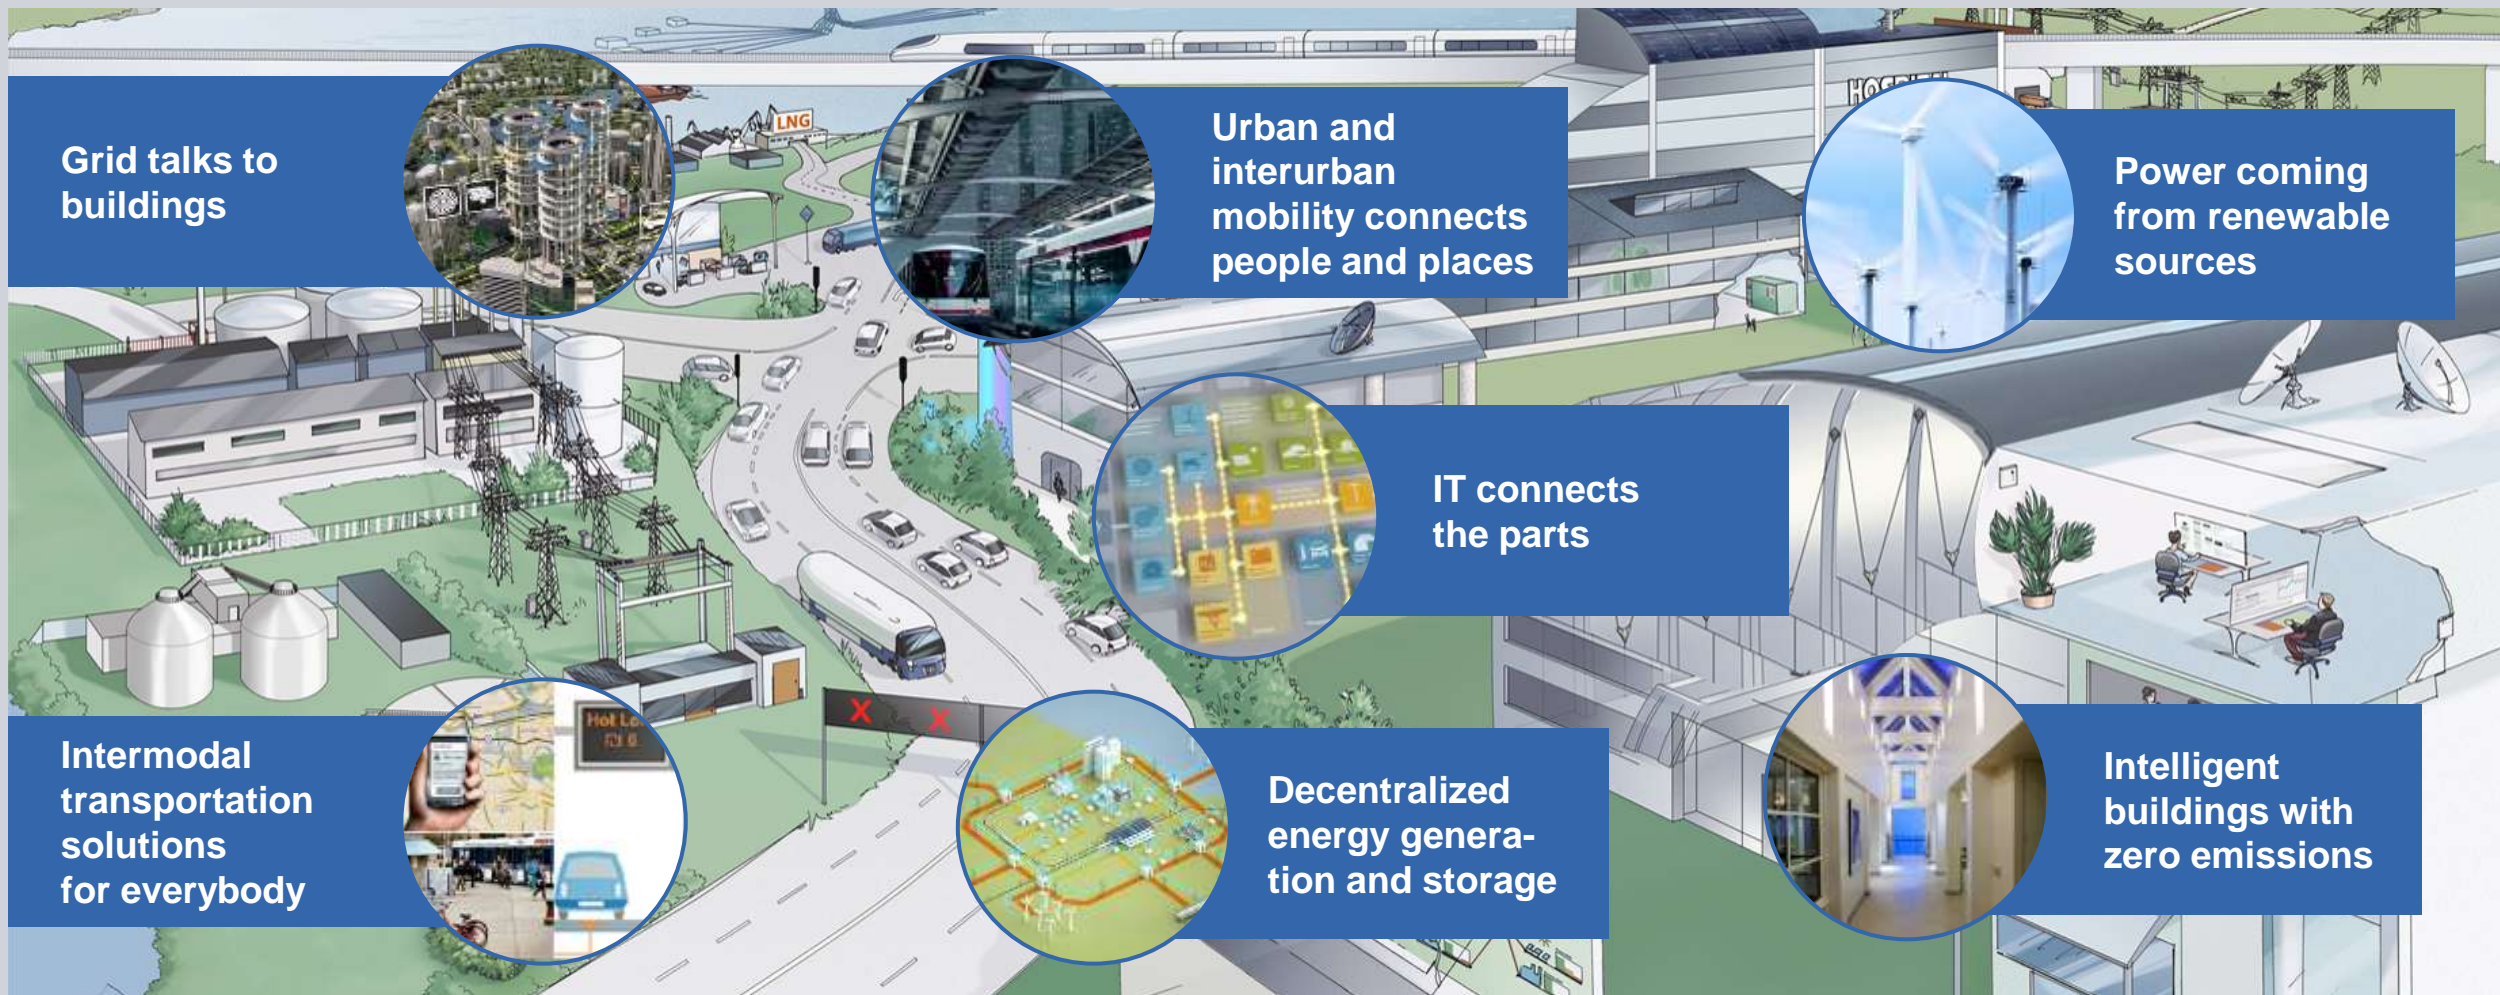 Grid talks to
buildings
LNG
Urban and
interurban
mobility connects
people and places
Power coming
from renewable
sources
IT connects
the parts
Intermodal
transportation
solutions
for everybody
X X
Decentralized
energy genera-
tion and storage
Intelligent
buildings with
zero emissions